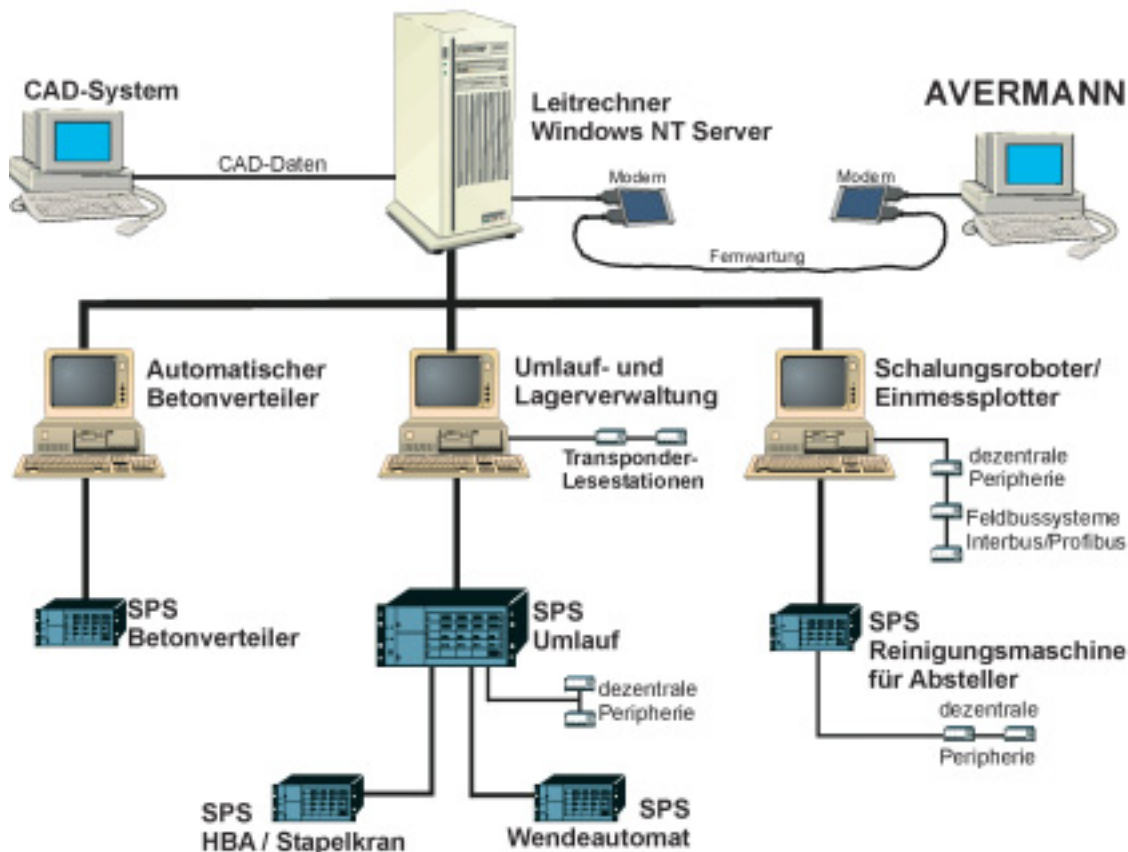 CAD-System
CAD-Daten
Leitrechner
Windows NT Server
AVERMANN
Modem
Modem
Fernwartung
Automatischer
Betonverteiler
Umlauf- und
Lagerverwaltung
Transponder-
Lesestationen
Schalungsroboter/
Einmessplotter
dezentrale
Peripherie
Feldbussysteme
Interbus/Profibus
SPS
Betonverteiler
SPS
Umlauf
dezentrale
Peripherie
SPS
Reinigungsmaschine
für Absteller
dezentrale
Peripherie
SPS
HBA / Stapelkran
SPS
Wendeautomat